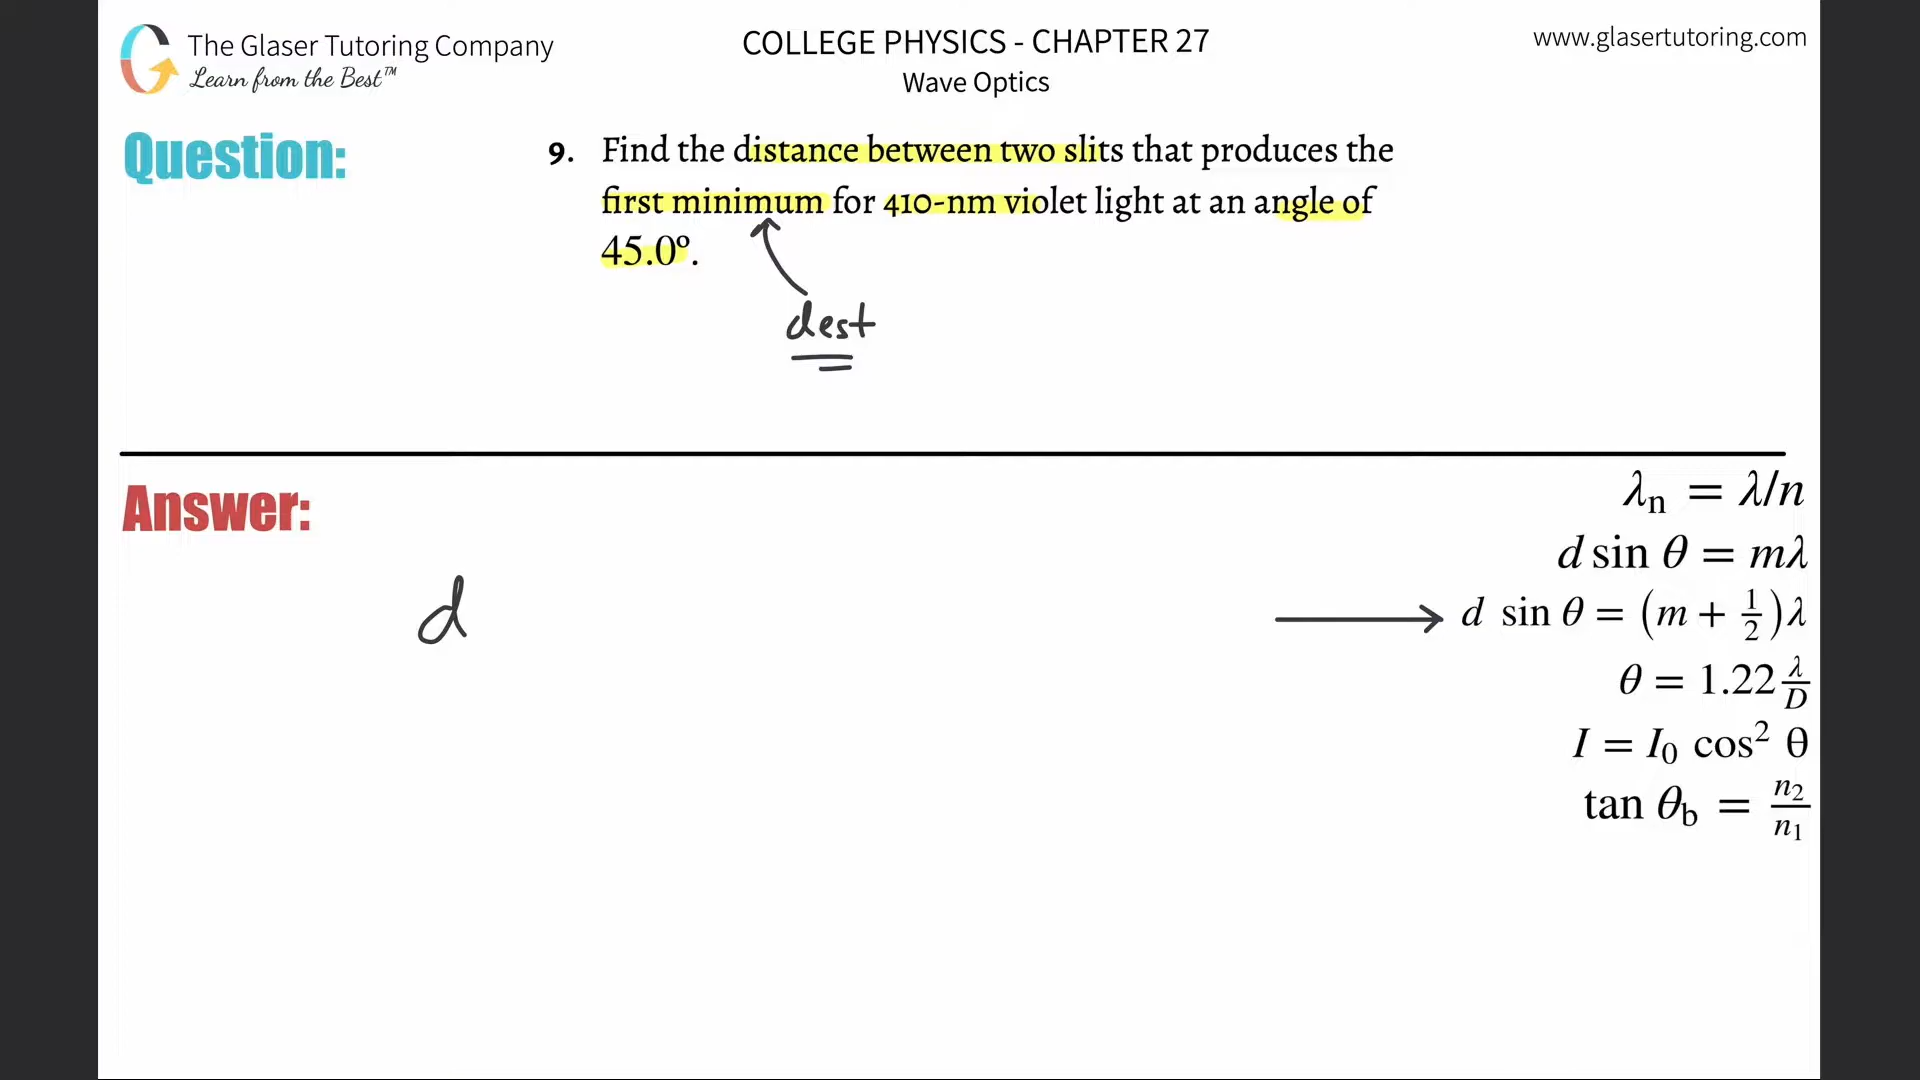 The Glaser Tutoring Company
Learn from the Best™
COLLEGE PHYSICS - CHAPTER 27
Wave Optics
www.glasertutoring.com
Question:
9. Find the distance between two slits that produces the
first minimum for 410-nm violet light at an angle of
45.0º.
dest
Answer:
λₙ = λ/n
d sin θ = mλ
d sin θ = (m + 1/2)λ
θ = 1.22 λ/D
I = I₀ cos² θ
tan θb = n₂/n₁
d